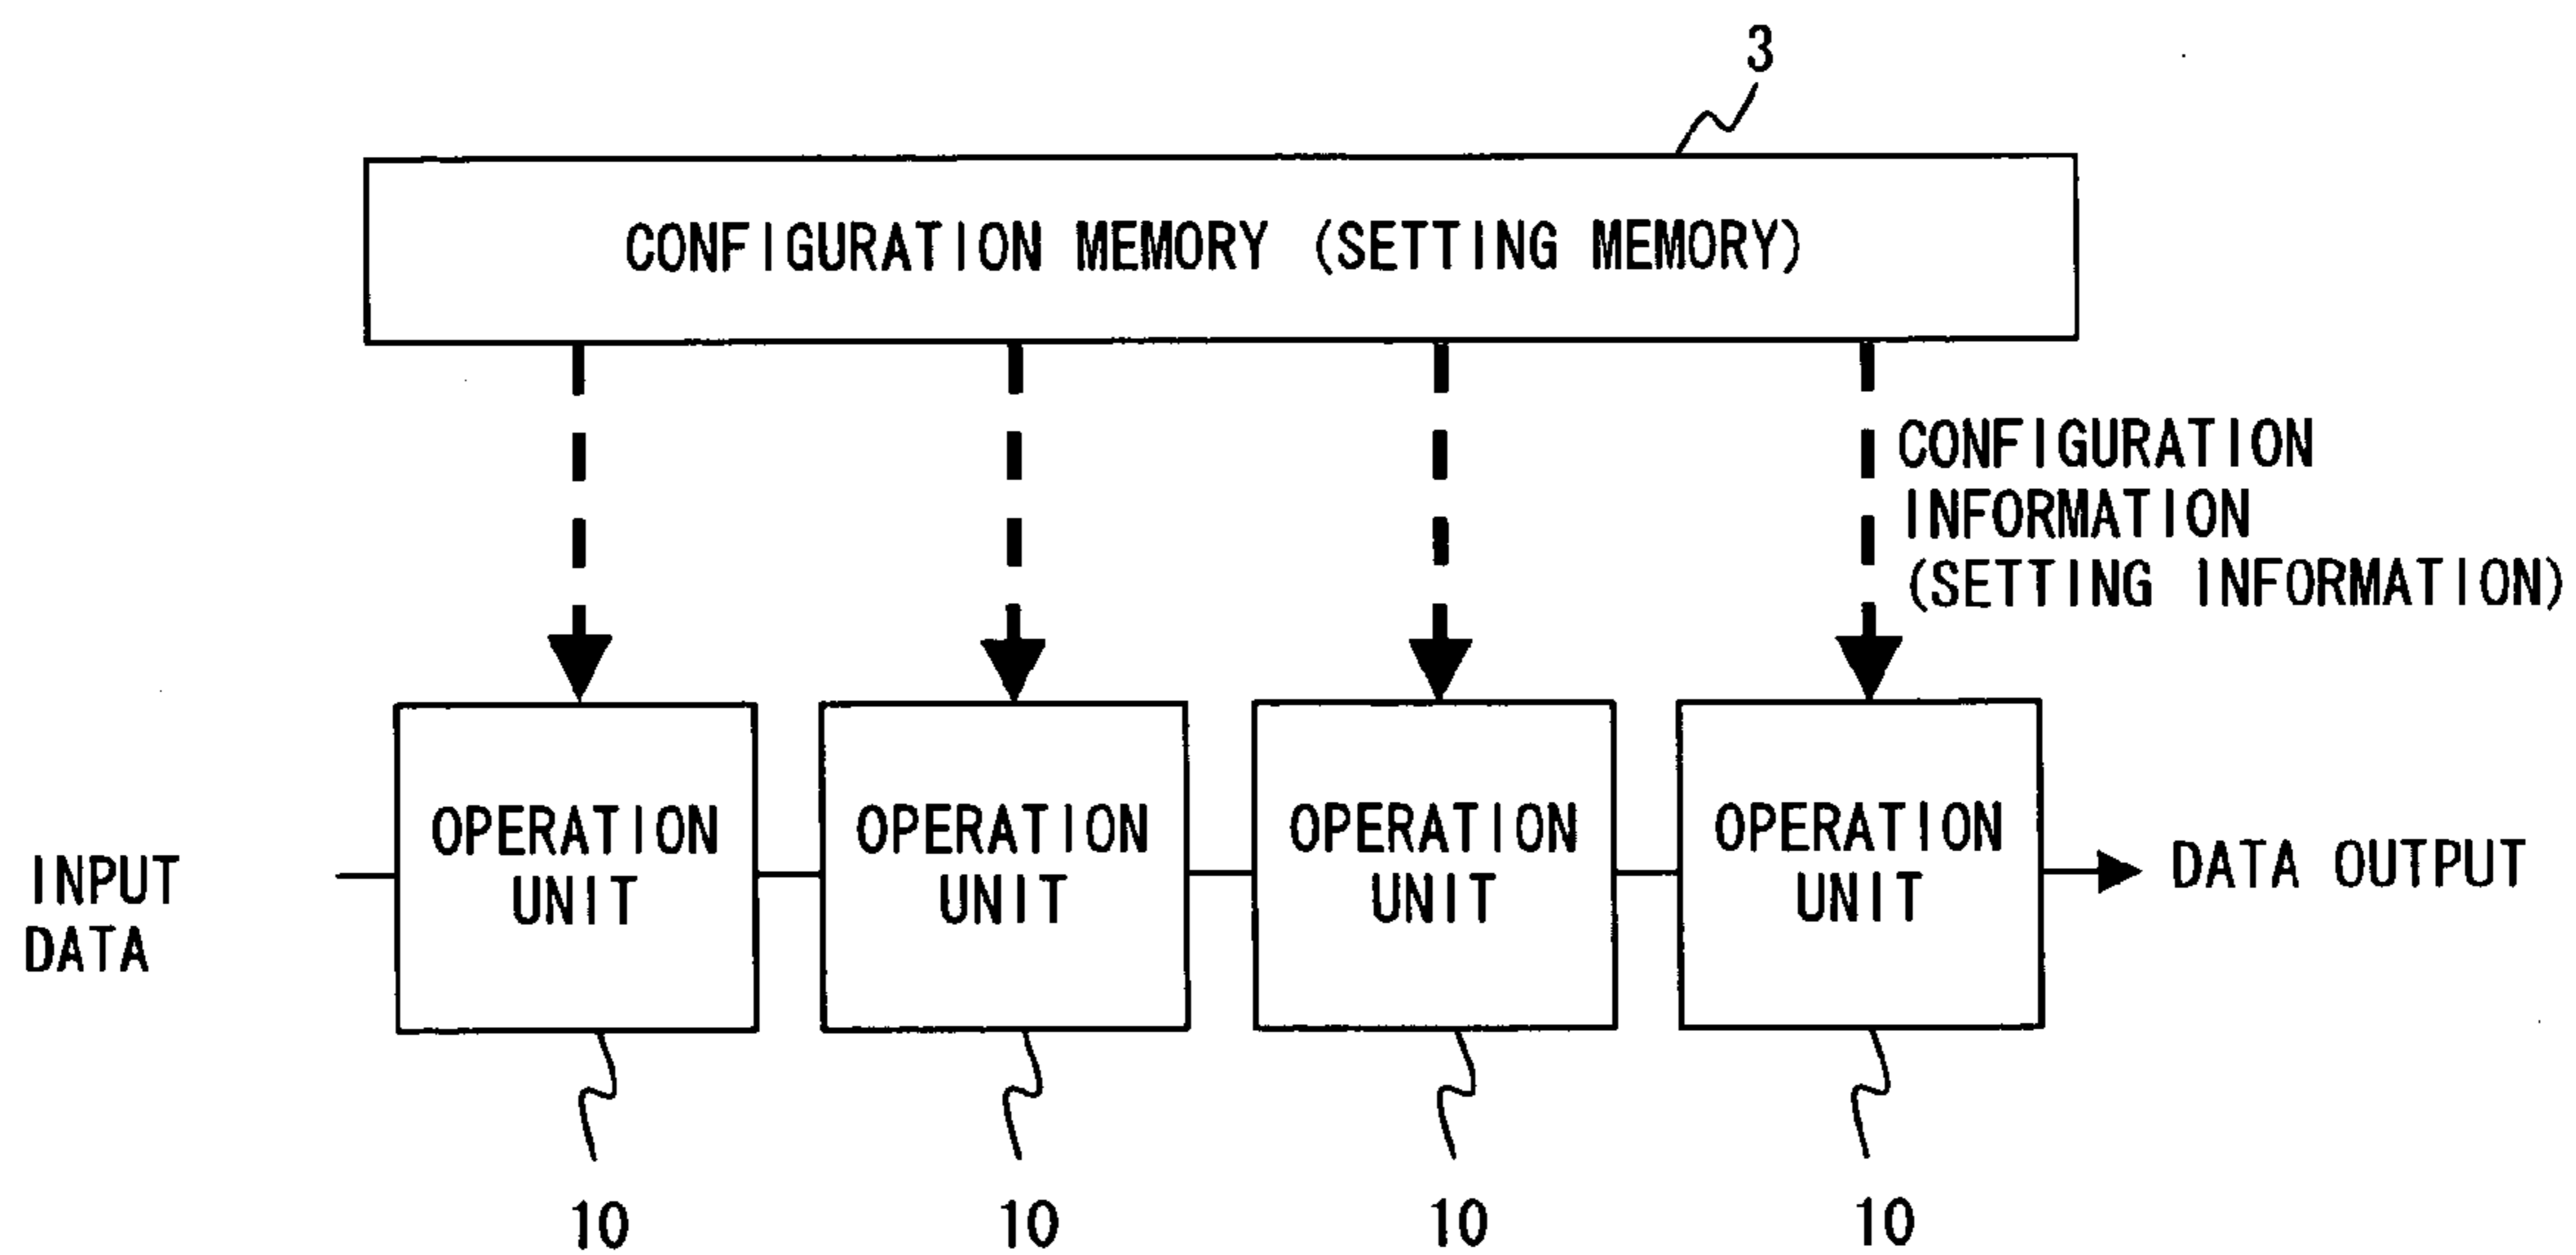 3
CONFIGURATION MEMORY (SETTING MEMORY)
CONFIGURATION
INFORMATION
(SETTING INFORMATION)
OPERATION
UNIT
OPERATION
UNIT
OPERATION
UNIT
OPERATION
UNIT
INPUT
DATA
DATA OUTPUT
10
10
10
10